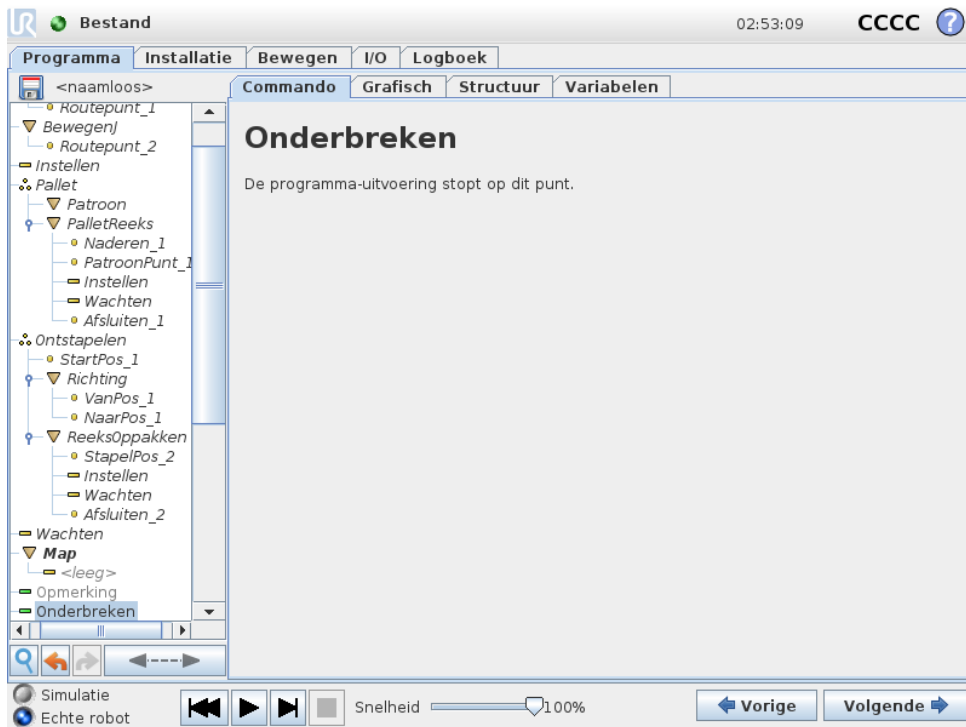 UR Bestand 02:53:09 CCCC ?
Programma Installatie Bewegen I/O Logboek
<naamloos> Commando Grafisch Structuur Variabelen
Routepunt_1
BewegenJ
Routepunt_2
Instellen
Pallet
Patroon
PalletReeks
Naderen_1
PatroonPunt_1
Instellen
Wachten
Afsluiten_1
Ontstapelen
StartPos_1
Richting
VanPos_1
NaarPos_1
ReeksOppakken
StapelPos_2
Instellen
Wachten
Afsluiten_2
Wachten
Map
<leeg>
Opmerking
Onderbreken
Onderbreken
De programma-uitvoering stopt op dit punt.
Simulatie
Echte robot
Snelheid 100%
Vorige Volgende